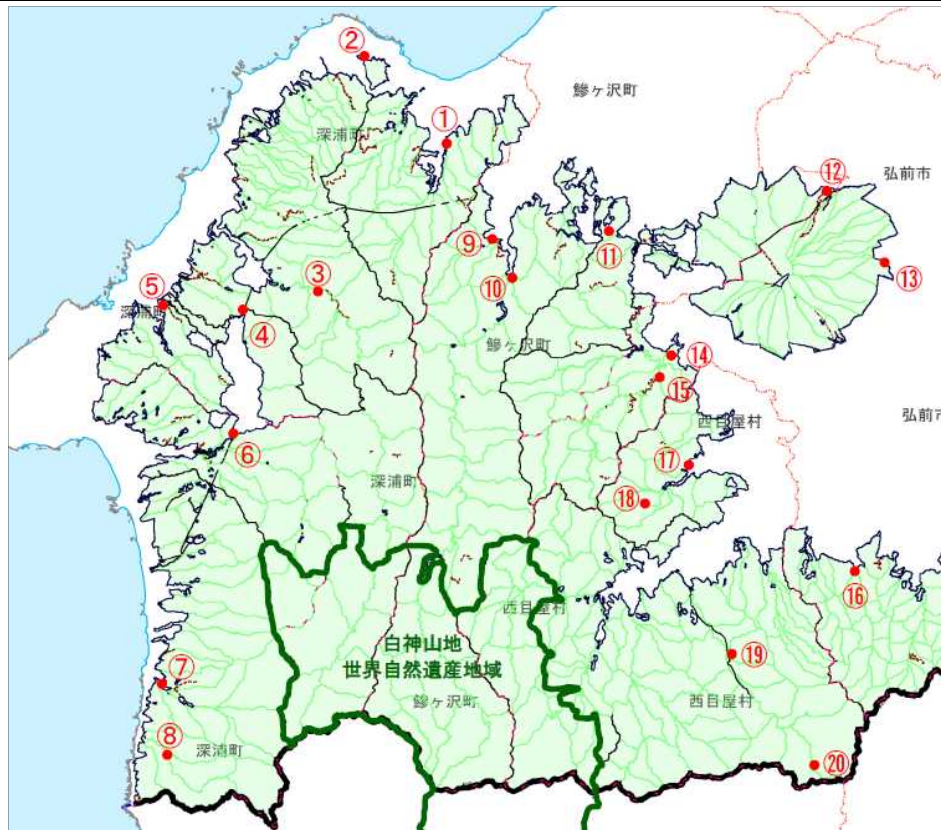 ②
鰺ヶ沢町
深浦町
①
⑫
弘前市
⑨
⑪
⑬
⑩
③
⑤
深浦町
④
鰺ヶ沢町
⑭
⑮
西目屋村
弘前市
⑥
⑰
深浦町
⑱
⑯
西目屋村
白神山地
世界自然遺産地域
⑲
鰺ヶ沢町
西目屋村
⑦
⑧
深浦町
⑳